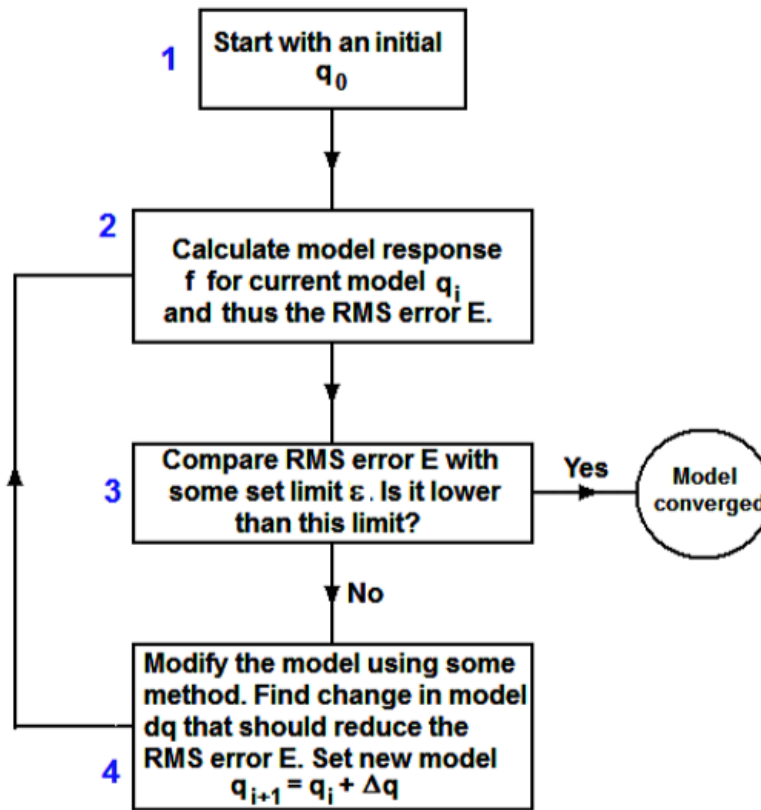 1
Start with an initial
q₀
2
Calculate model response
f for current model qᵢ
and thus the RMS error E.
3
Compare RMS error E with
some set limit ε. Is it lower
than this limit?
Yes
Model
converged
No
4
Modify the model using some
method. Find change in model
dq that should reduce the
RMS error E. Set new model
qᵢ₊₁ = qᵢ + Δq